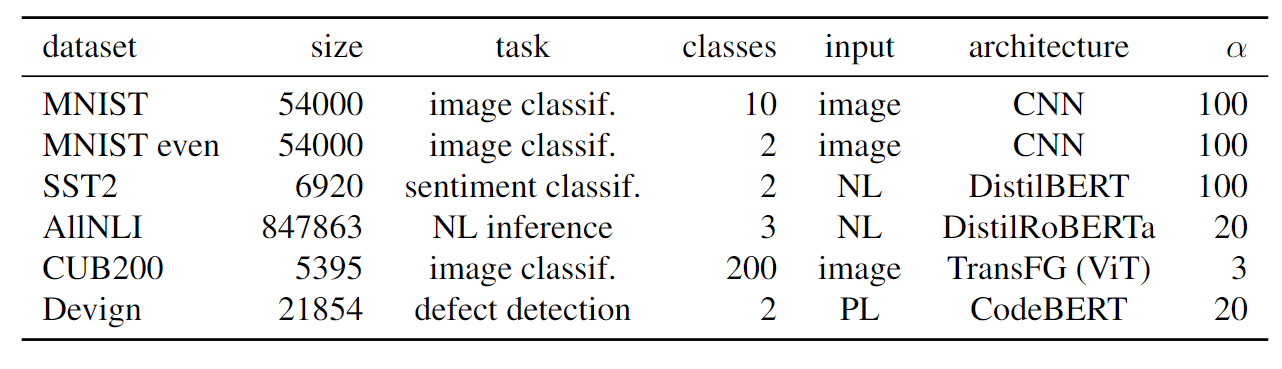 dataset size task classes input architecture α
MNIST 54000 image classif. 10 image CNN 100
MNIST even 54000 image classif. 2 image CNN 100
SST2 6920 sentiment classif. 2 NL DistilBERT 100
AllNLI 847863 NL inference 3 NL DistilRoBERTa 20
CUB200 5395 image classif. 200 image TransFG (ViT) 3
Devign 21854 defect detection 2 PL CodeBERT 20